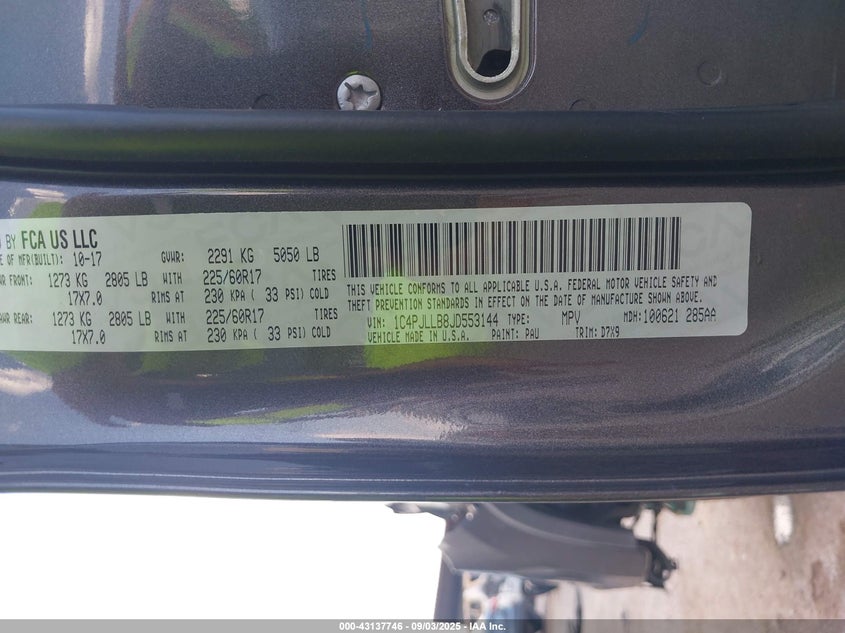 BY FCA US LLC
OF MFR(BUILT): 10-17 GVWR: 2291 KG 5050 LB
FRONT: 1273 KG 2805 LB WITH 225/60R17 TIRES
17X7.0 RIMS AT 230 KPA ( 33 PSI) COLD
REAR: 1273 KG 2805 LB WITH 225/60R17 TIRES
17X7.0 RIMS AT 230 KPA ( 33 PSI) COLD
THIS VEHICLE CONFORMS TO ALL APPLICABLE U.S.A. FEDERAL MOTOR VEHICLE SAFETY AND
THEFT PREVENTION STANDARDS IN EFFECT ON THE DATE OF MANUFACTURE SHOWN ABOVE.
VIN: 1C4PJLLB8JD553144 TYPE: MPV MDH: 100621 285AA
VEHICLE MADE IN U.S.A. PAINT: PAU TRIM: D7X9
000-43137746 - 09/03/2025 - IAA Inc.